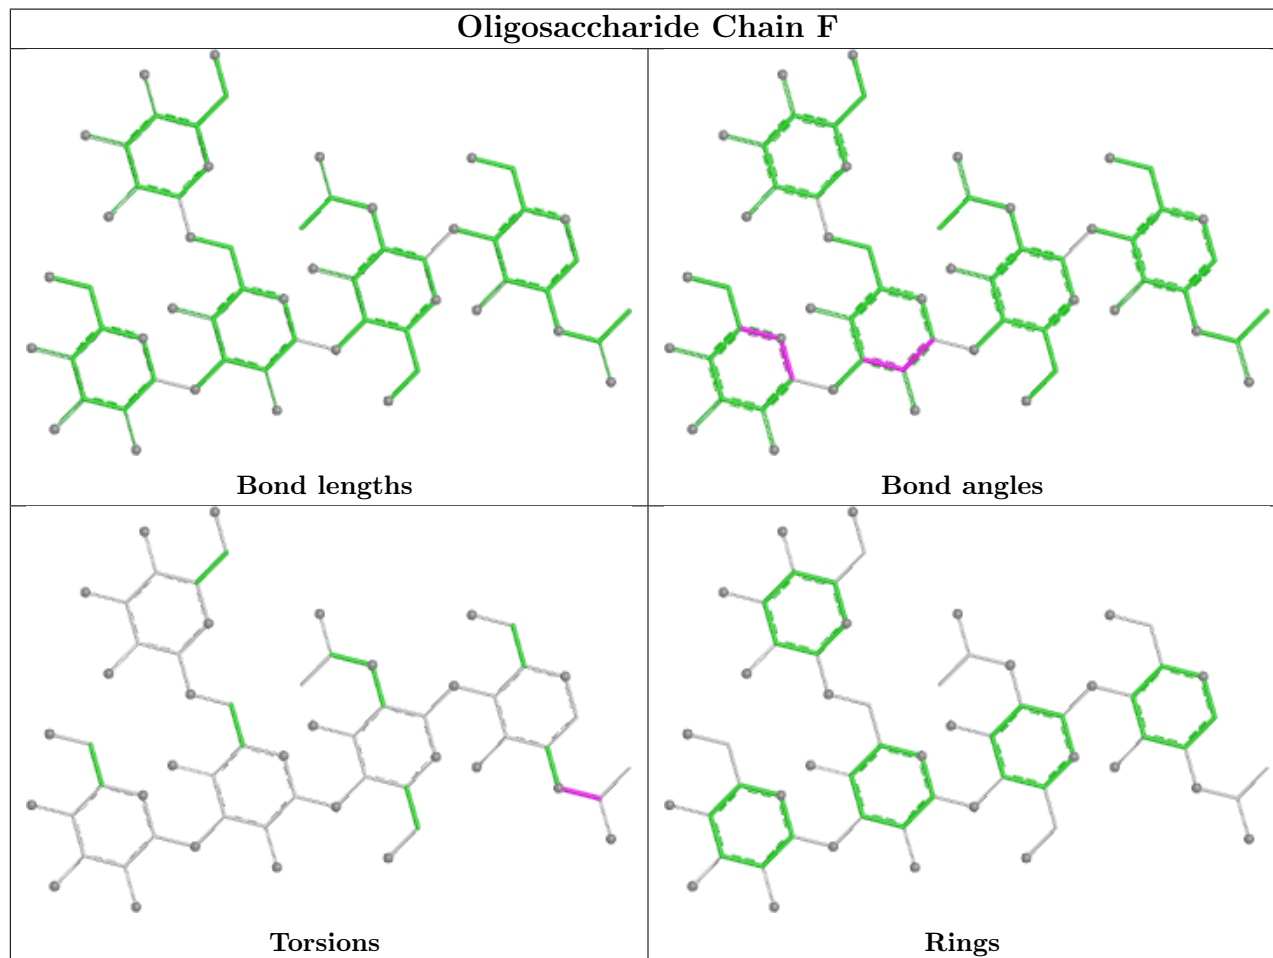 Oligosaccharide Chain F
Bond lengths
Bond angles
Torsions
Rings